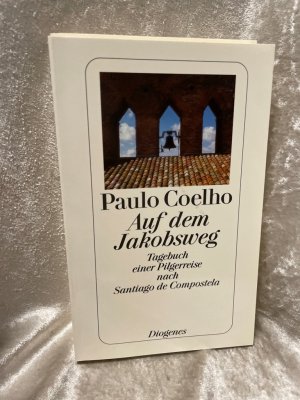 Paulo Coelho
Auf dem
Jakobsweg
Tagebuch
einer Pilgerreise
nach
Santiago de Compostela
Diogenes